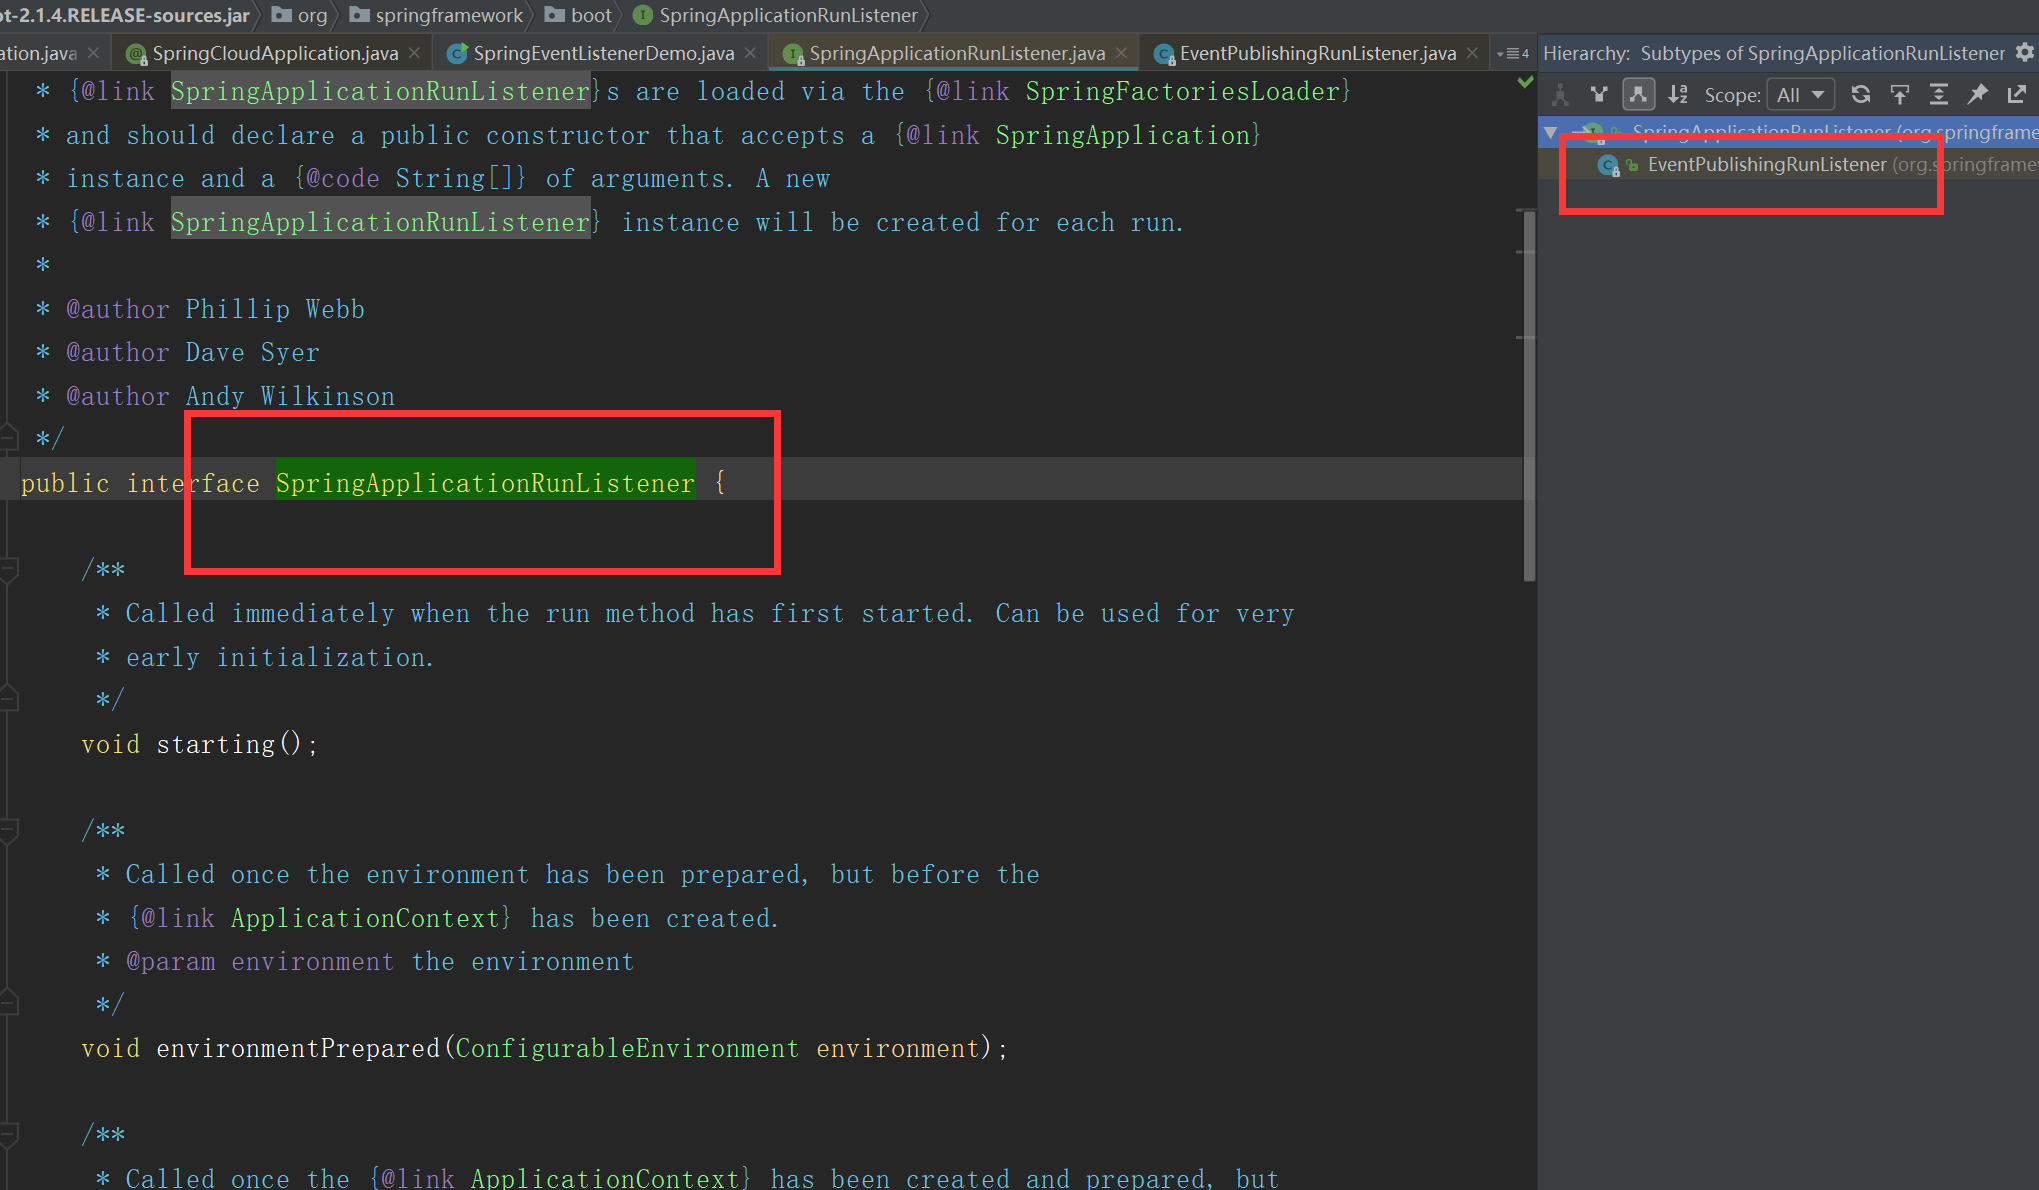 ot-2.1.4.RELEASE-sources.jar org springframework boot SpringApplicationRunListener
ation.java SpringCloudApplication.java SpringEventListenerDemo.java SpringApplicationRunListener.java EventPublishingRunListener.java 4
Hierarchy: Subtypes of SpringApplicationRunListener
Scope: All
SpringApplicationRunListener (org.springframe
EventPublishingRunListener (org.springframew
* {@link SpringApplicationRunListener}s are loaded via the {@link SpringFactoriesLoader}
* and should declare a public constructor that accepts a {@link SpringApplication}
* instance and a {@code String[]} of arguments. A new
* {@link SpringApplicationRunListener} instance will be created for each run.
*
* @author Phillip Webb
* @author Dave Syer
* @author Andy Wilkinson
*/
public interface SpringApplicationRunListener {
/**
* Called immediately when the run method has first started. Can be used for very
* early initialization.
*/
void starting();
/**
* Called once the environment has been prepared, but before the
* {@link ApplicationContext} has been created.
* @param environment the environment
*/
void environmentPrepared(ConfigurableEnvironment environment);
/**
* Called once the {@link ApplicationContext} has been created and prepared, but